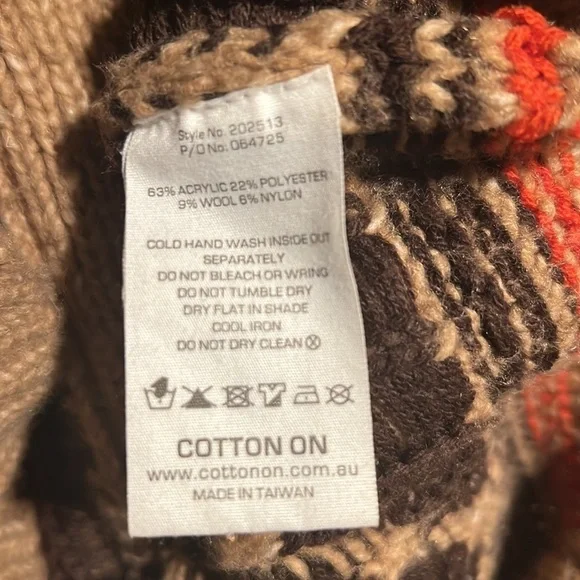 Style No. 202513
P/O No: 064725
63% ACRYLIC 22% POLYESTER
9% WOOL 6% NYLON
COLD HAND WASH INSIDE OUT
SEPARATELY
DO NOT BLEACH OR WRING
DO NOT TUMBLE DRY
DRY FLAT IN SHADE
COOL IRON
DO NOT DRY CLEAN
COTTON ON
www.cottonon.com.au
MADE IN TAIWAN